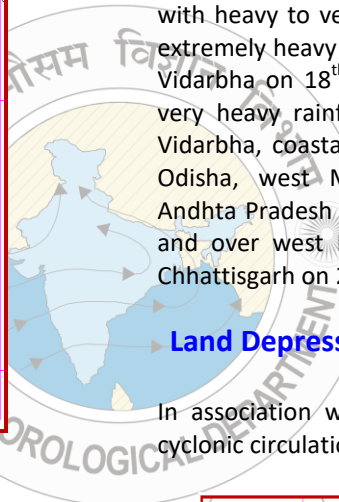 with heavy to ve
extremely heavy
Vidarbha on 18th
very heavy rainf
Vidarbha, coasta
Odisha, west M
Andhta Pradesh
and over west
Chhattisgarh on 2
Land Depress
In association w
cyclonic circulatio
मौसम विज्ञान विभाग
OROLOGICAL DEPARTMENT